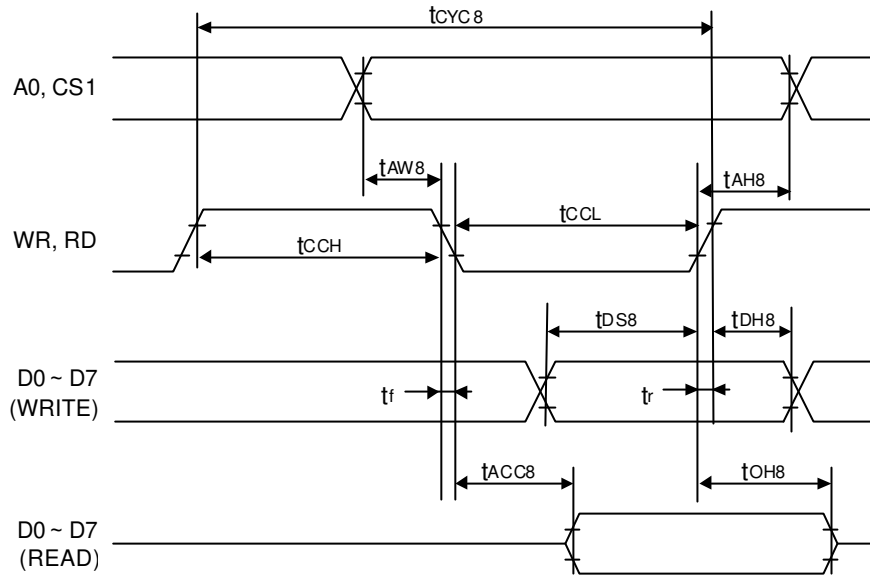 tCYC8
A0, CS1
tAW8
tAH8
tCCL
WR, RD
tCCH
tDS8
tDH8
D0 ~ D7
(WRITE)
tf
tr
tACC8
tOH8
D0 ~ D7
(READ)